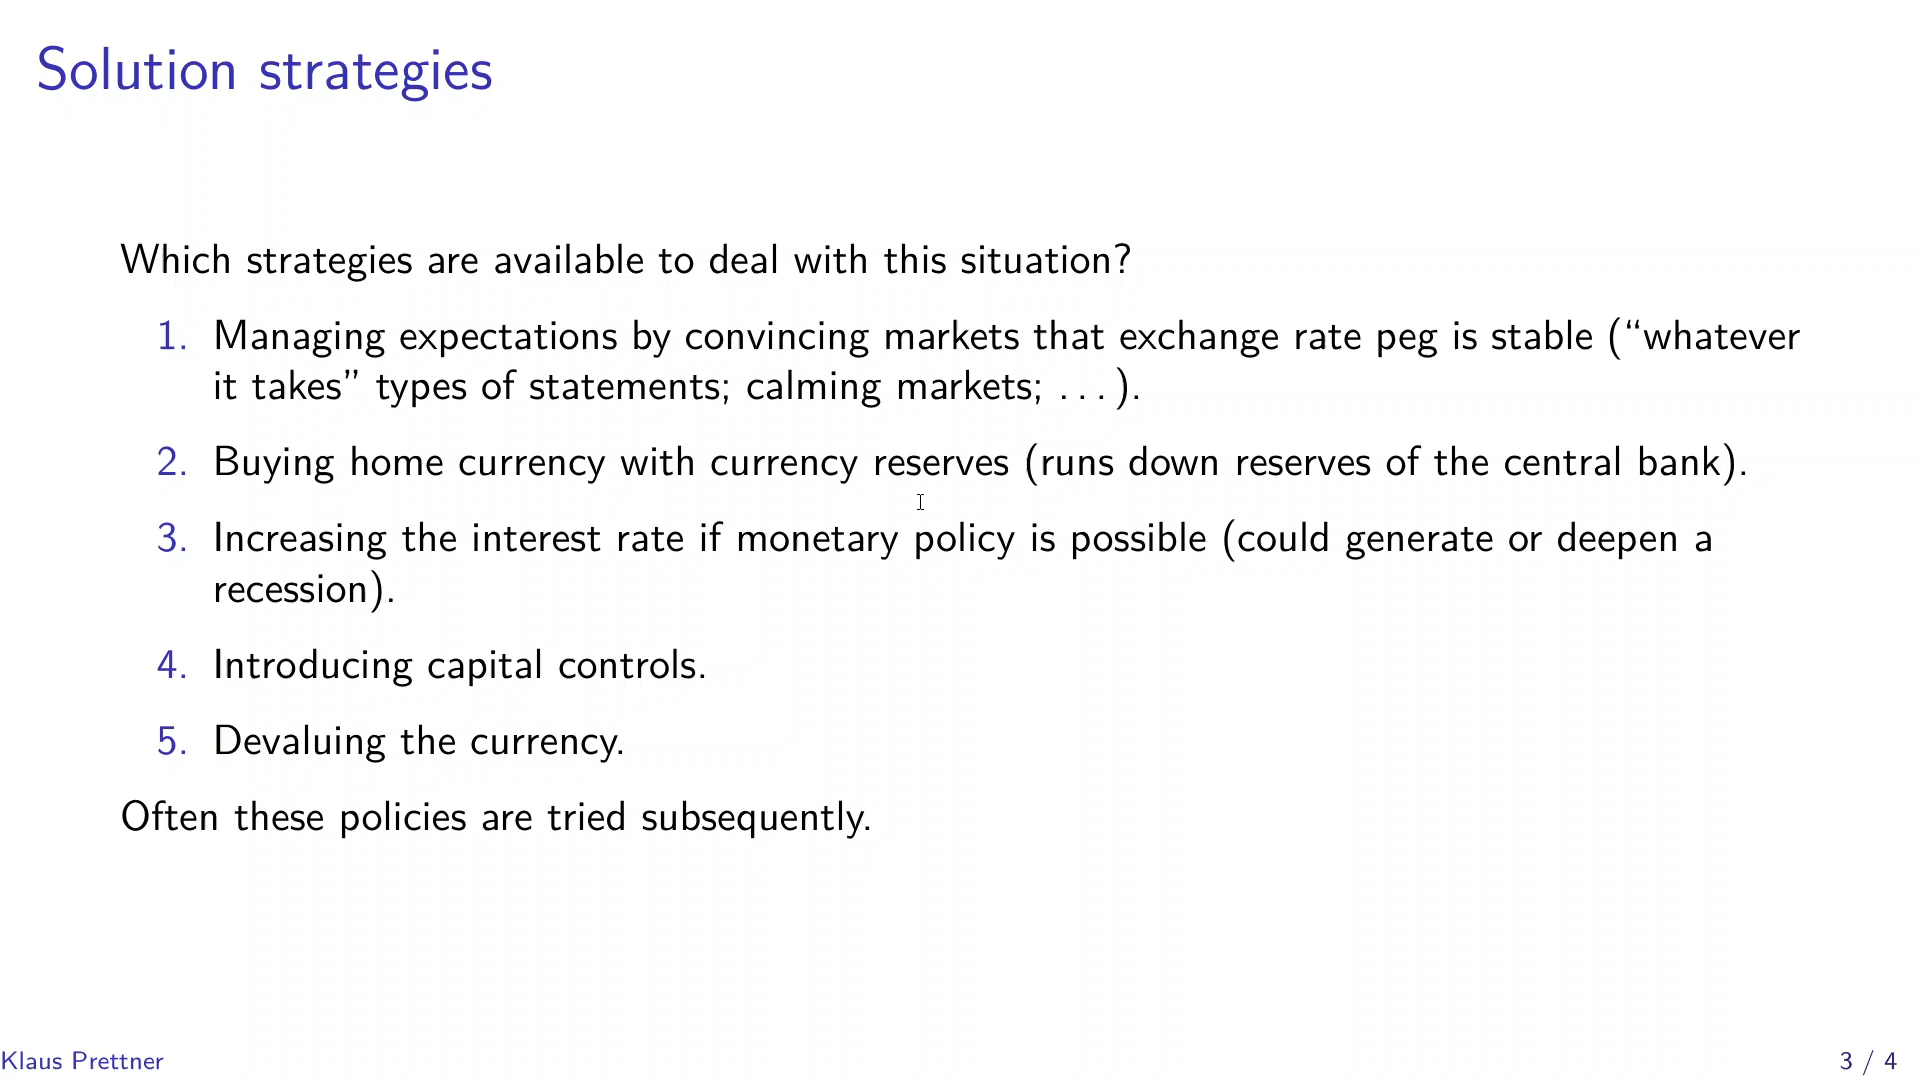 Solution strategies
Which strategies are available to deal with this situation?
1. Managing expectations by convincing markets that exchange rate peg is stable (“whatever
it takes” types of statements; calming markets; . . . ).
2. Buying home currency with currency reserves (runs down reserves of the central bank).
3. Increasing the interest rate if monetary policy is possible (could generate or deepen a
recession).
4. Introducing capital controls.
5. Devaluing the currency.
Often these policies are tried subsequently.
Klaus Prettner
3 / 4